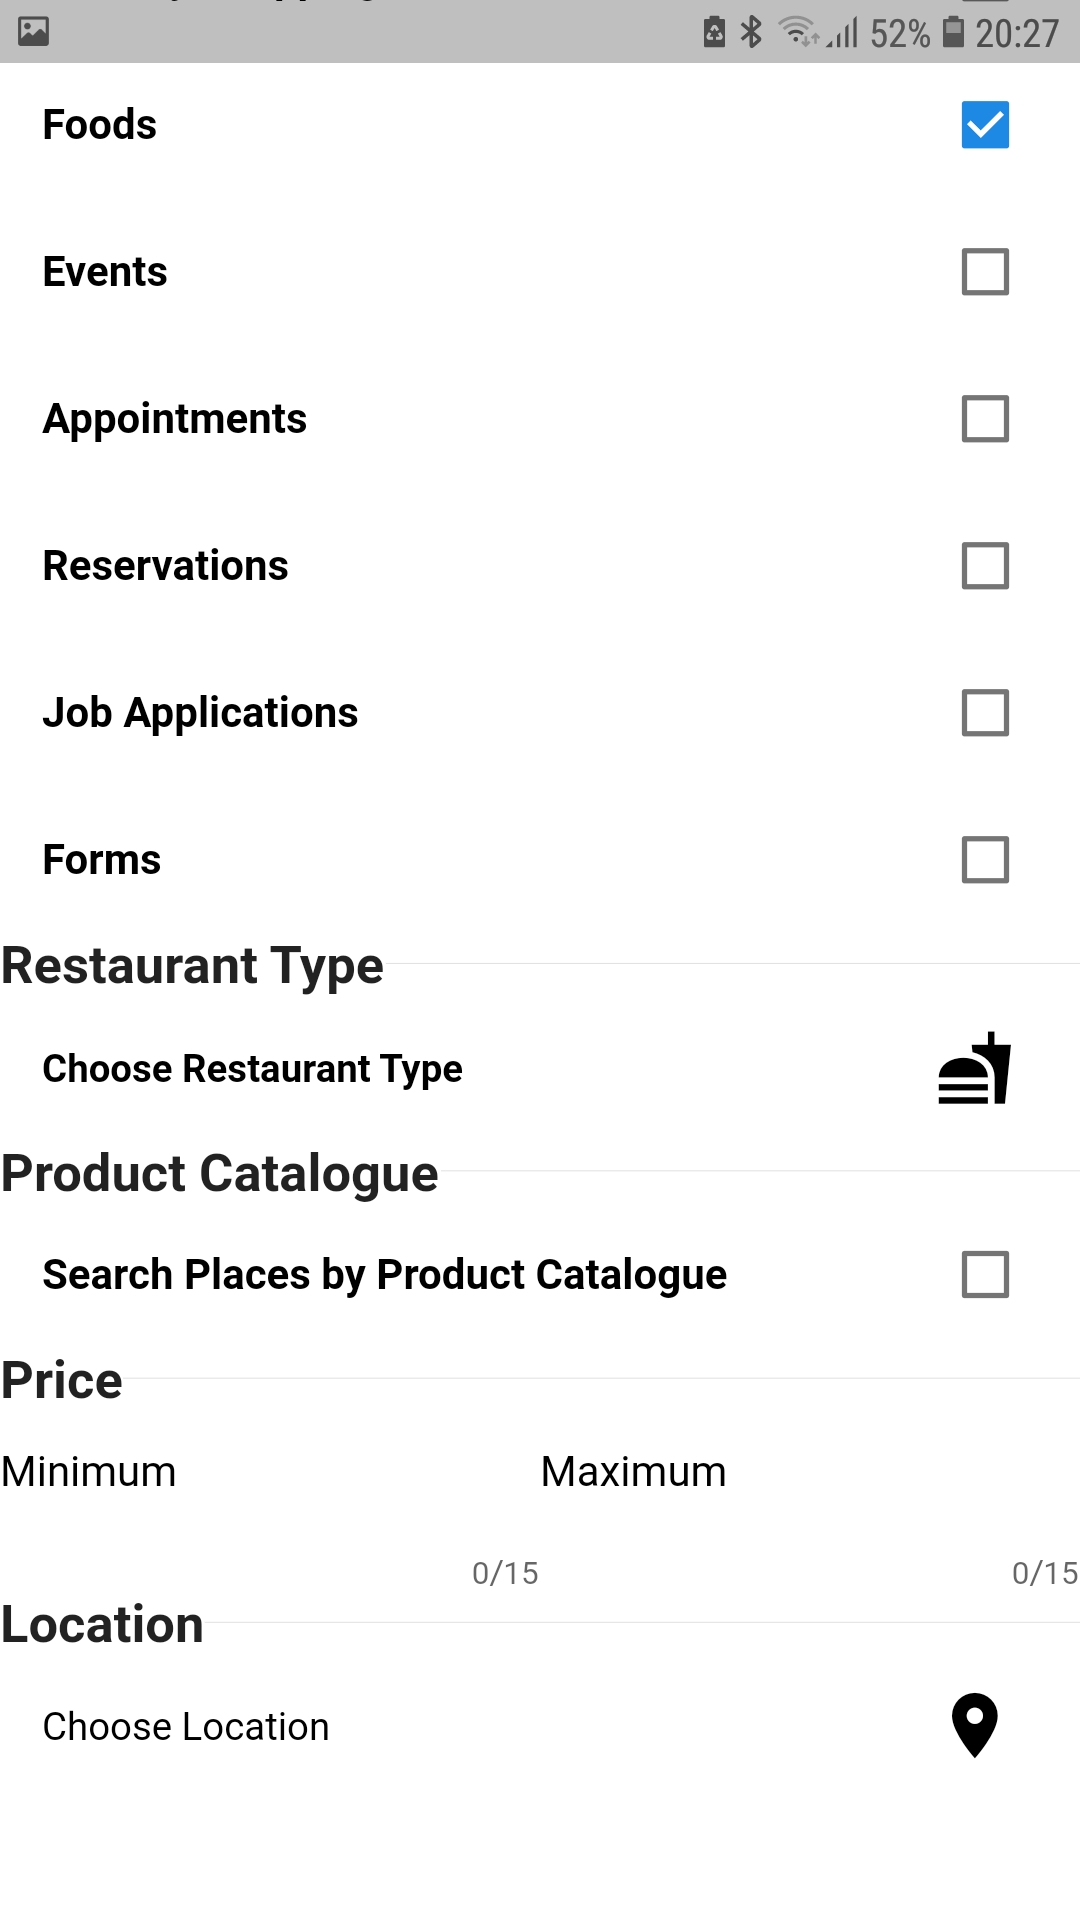 52% 20:27
Foods
Events
Appointments
Reservations
Job Applications
Forms
Restaurant Type
Choose Restaurant Type
Product Catalogue
Search Places by Product Catalogue
Price
Minimum Maximum
0/15 0/15
Location
Choose Location